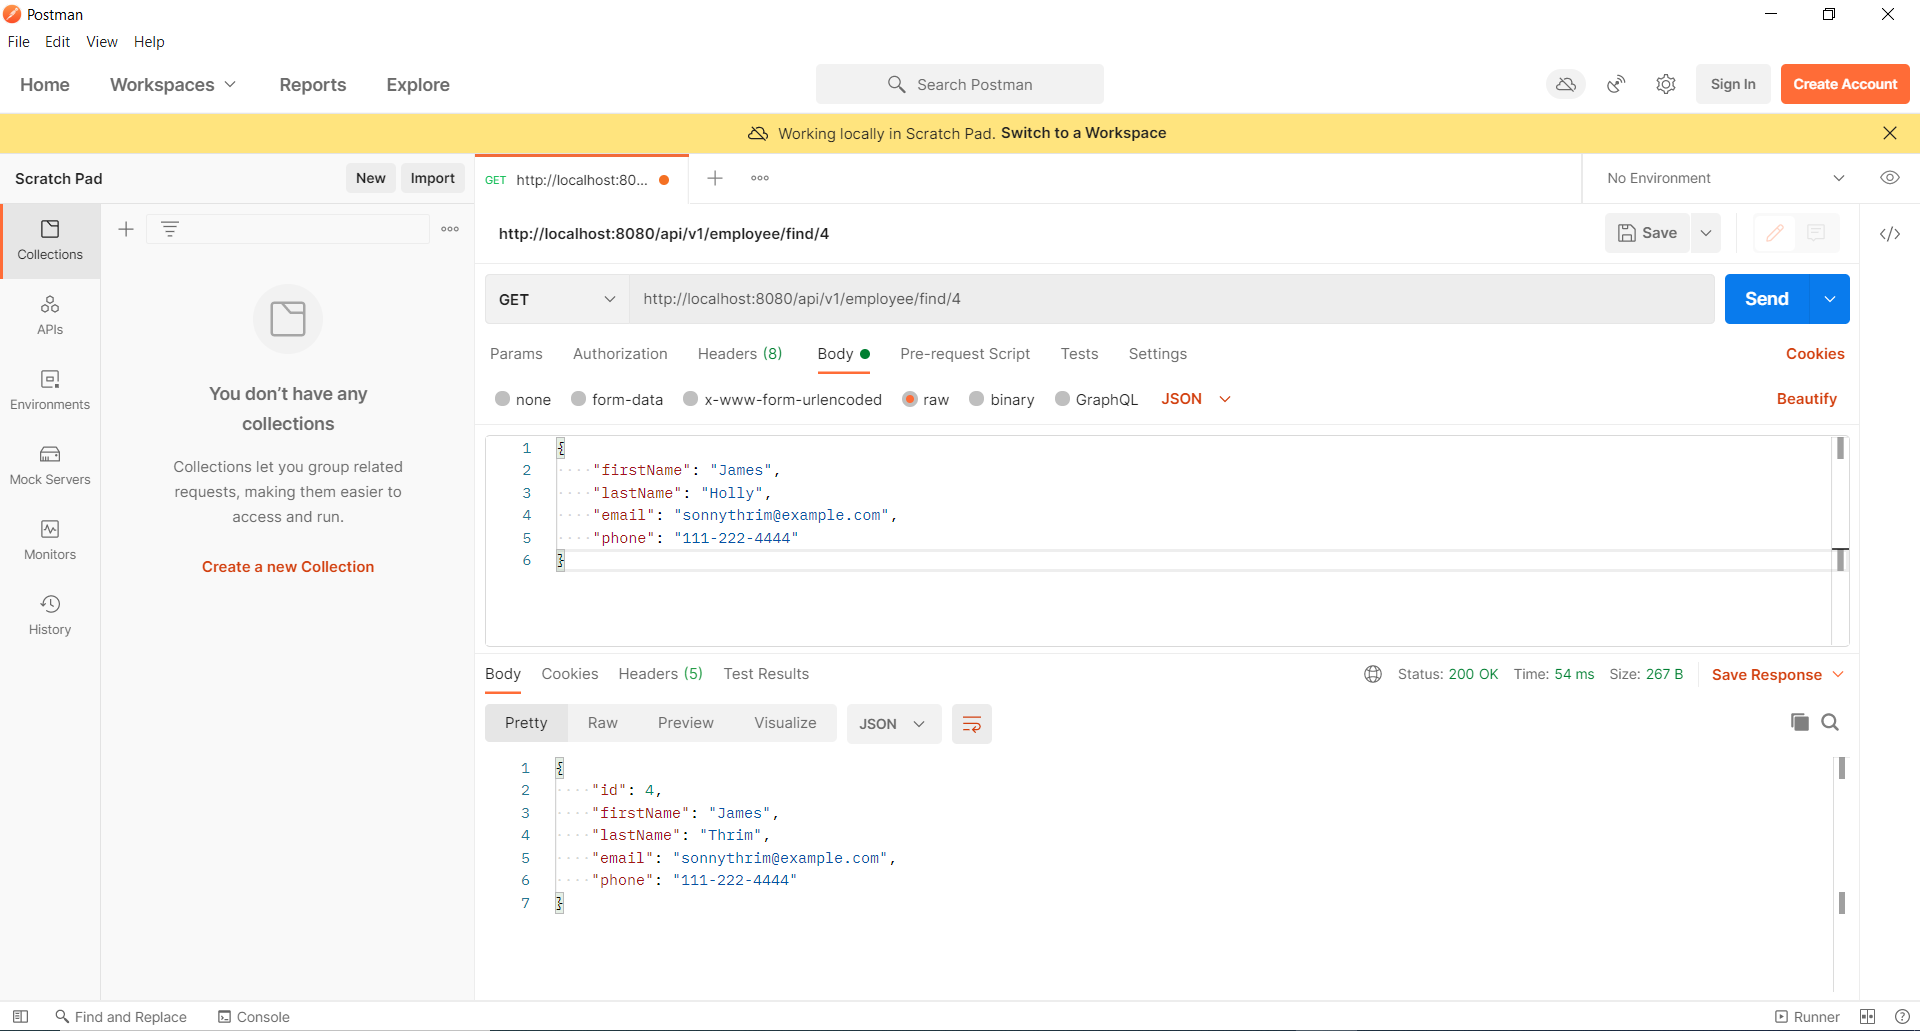 Postman
File Edit View Help
Home Workspaces Reports Explore Search Postman Sign In Create Account
Working locally in Scratch Pad. Switch to a Workspace
Scratch Pad New Import GET http://localhost:80... No Environment
Collections
APIs
Environments
Mock Servers
Monitors
History
You don’t have any
collections
Collections let you group related
requests, making them easier to
access and run.
Create a new Collection
http://localhost:8080/api/v1/employee/find/4 Save
GET http://localhost:8080/api/v1/employee/find/4 Send
Params Authorization Headers (8) Body Pre-request Script Tests Settings Cookies
none form-data x-www-form-urlencoded raw binary GraphQL JSON Beautify
1 {
2 "firstName": "James",
3 "lastName": "Holly",
4 "email": "sonnythrim@example.com",
5 "phone": "111-222-4444"
6 }
Body Cookies Headers (5) Test Results Status: 200 OK Time: 54 ms Size: 267 B Save Response
Pretty Raw Preview Visualize JSON
1 {
2 "id": 4,
3 "firstName": "James",
4 "lastName": "Thrim",
5 "email": "sonnythrim@example.com",
6 "phone": "111-222-4444"
7 }
Find and Replace Console Runner